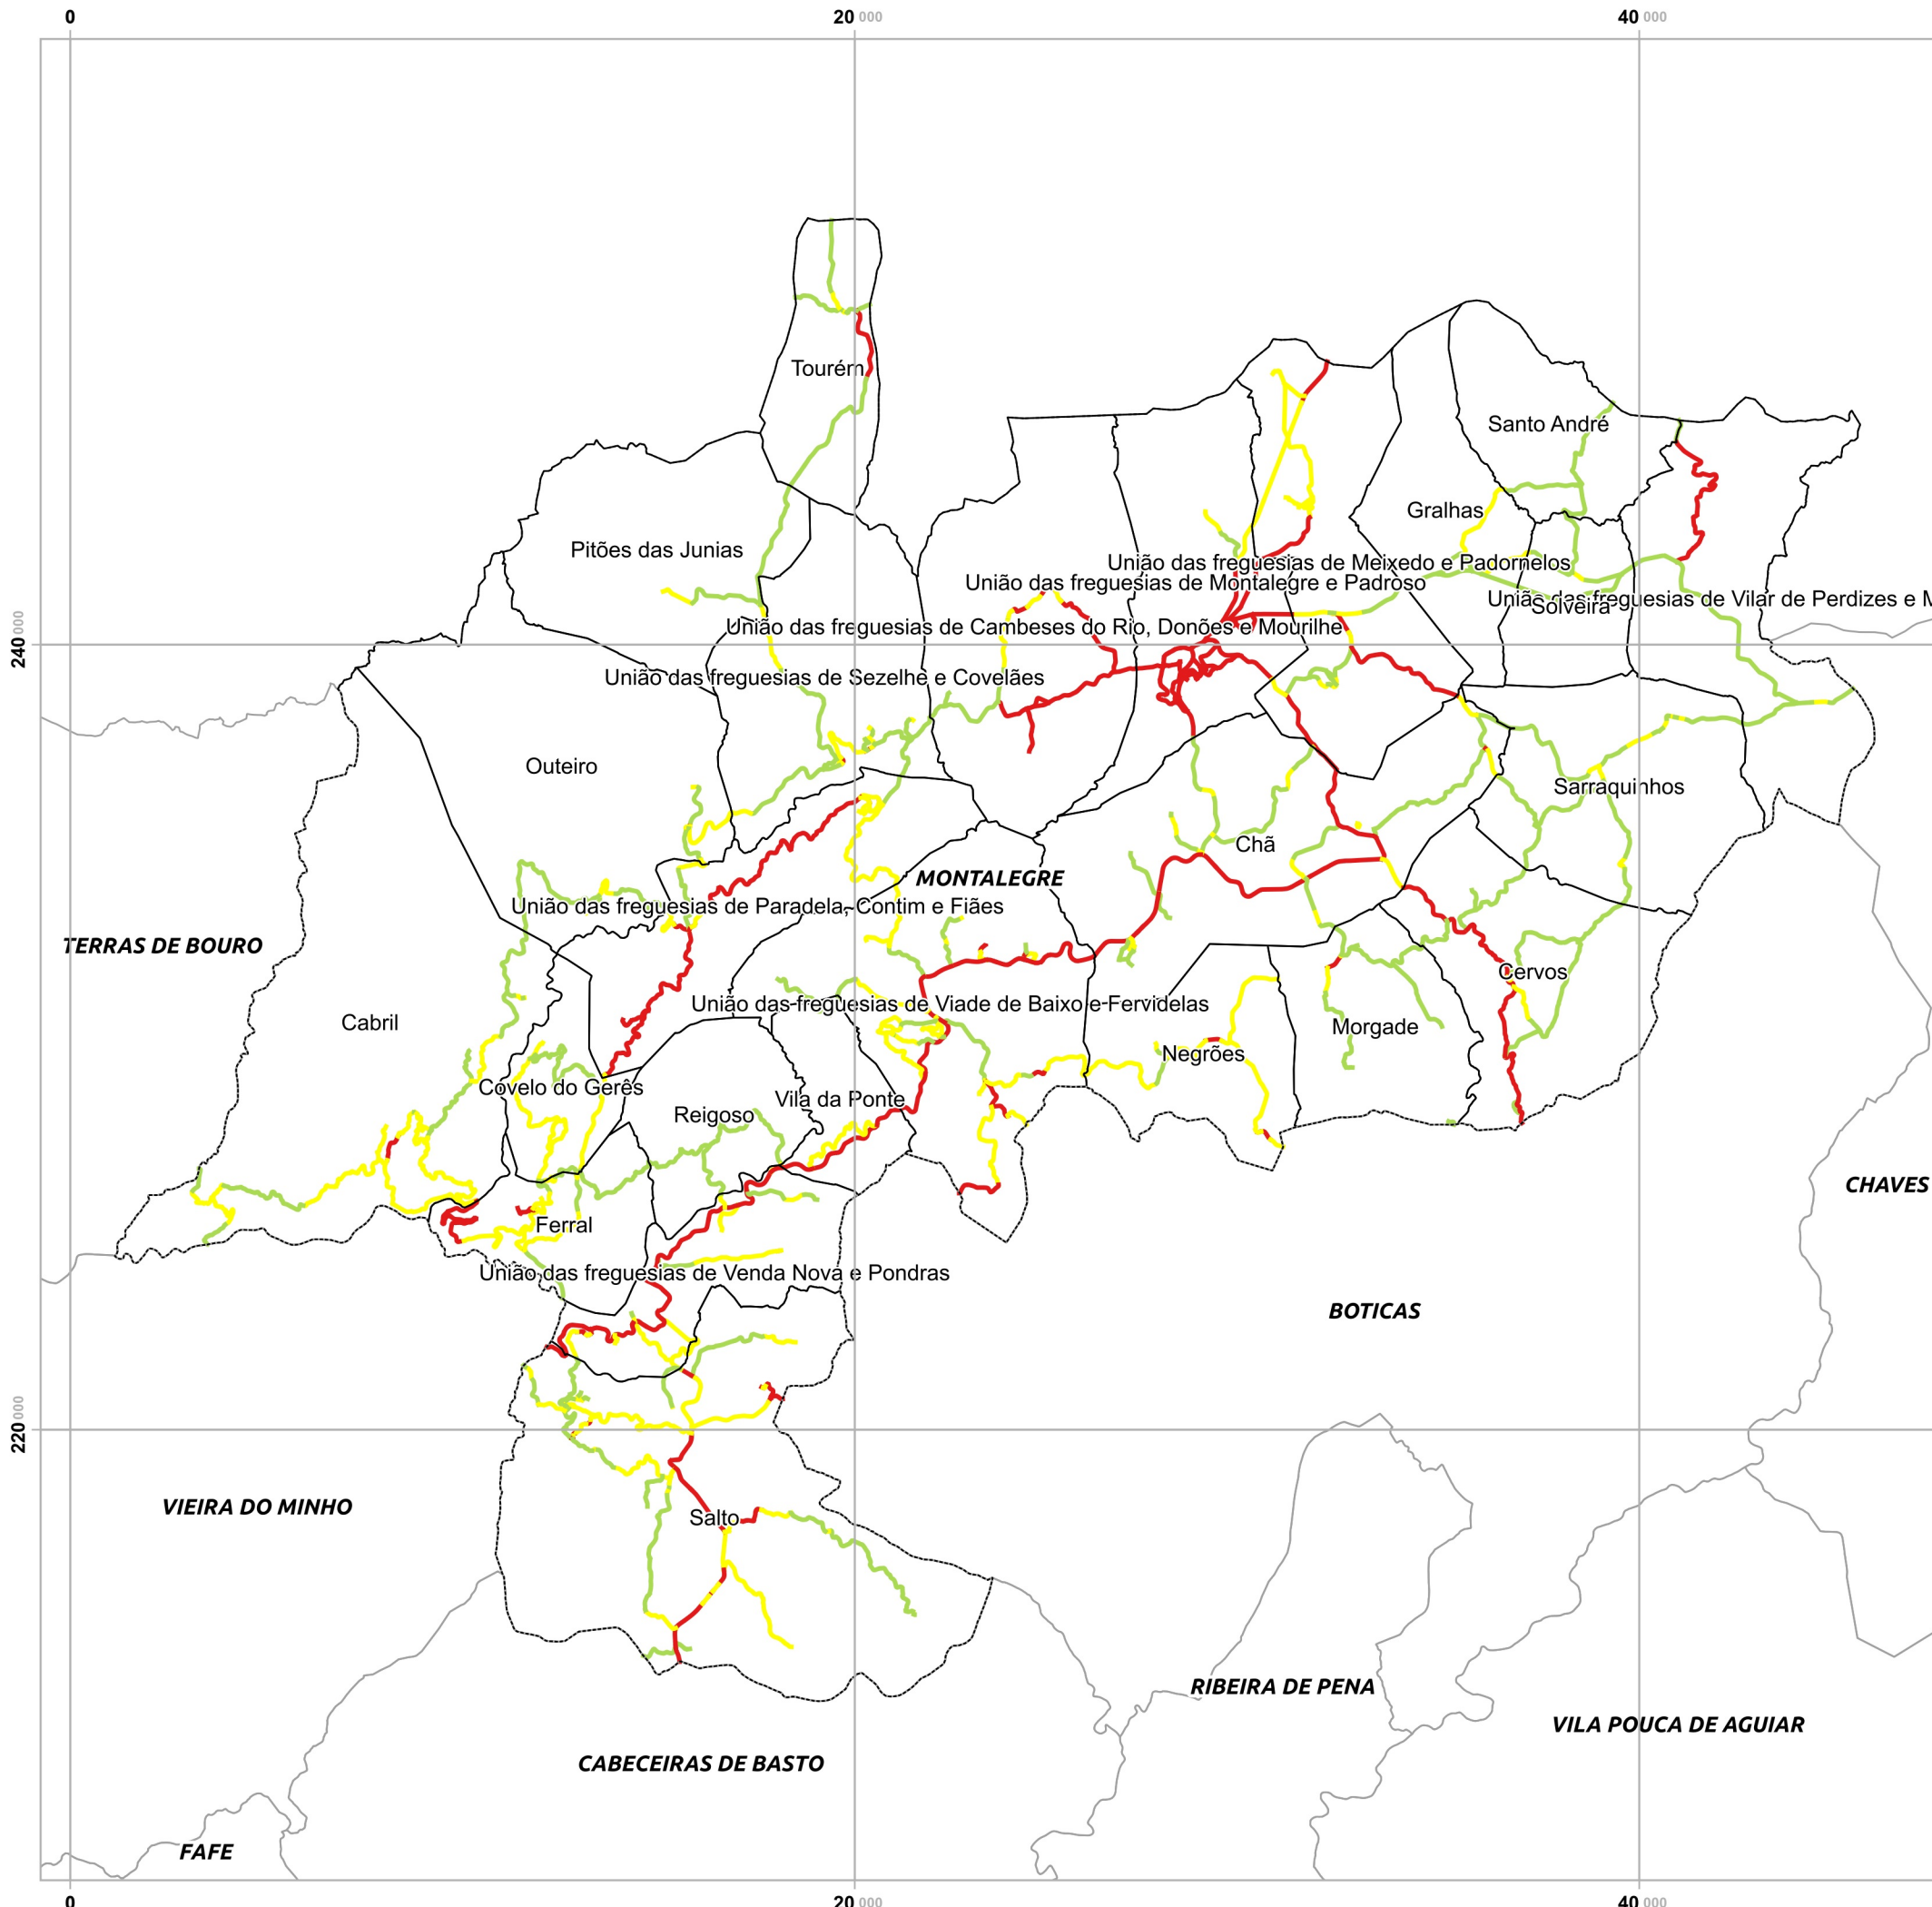 0 20 000 40 000
Tourém
Santo André
Gralhas
Pitões das Junias
União das freguesias de Meixedo e Padornelos
União das freguesias de Montalegre e Padroso
União das freguesias de Vilar de Perdizes e M
Solveira
União das freguesias de Cambeses do Rio, Donões e Mourilhe
240 000
União das freguesias de Sezelhe e Covelães
Outeiro
Sarraquinhos
Chã
MONTALEGRE
União das freguesias de Paradela, Contim e Fiães
TERRAS DE BOURO
Cervos
União das freguesias de Viade de Baixo e Fervidelas
Cabril
Morgade
Negrões
Covelo do Gerês
Vila da Ponte
Reigoso
CHAVES
Ferral
União das freguesias de Venda Nova e Pondras
BOTICAS
220 000
VIEIRA DO MINHO
Salto
RIBEIRA DE PENA
VILA POUCA DE AGUIAR
CABECEIRAS DE BASTO
FAFE
0 20 000 40 000